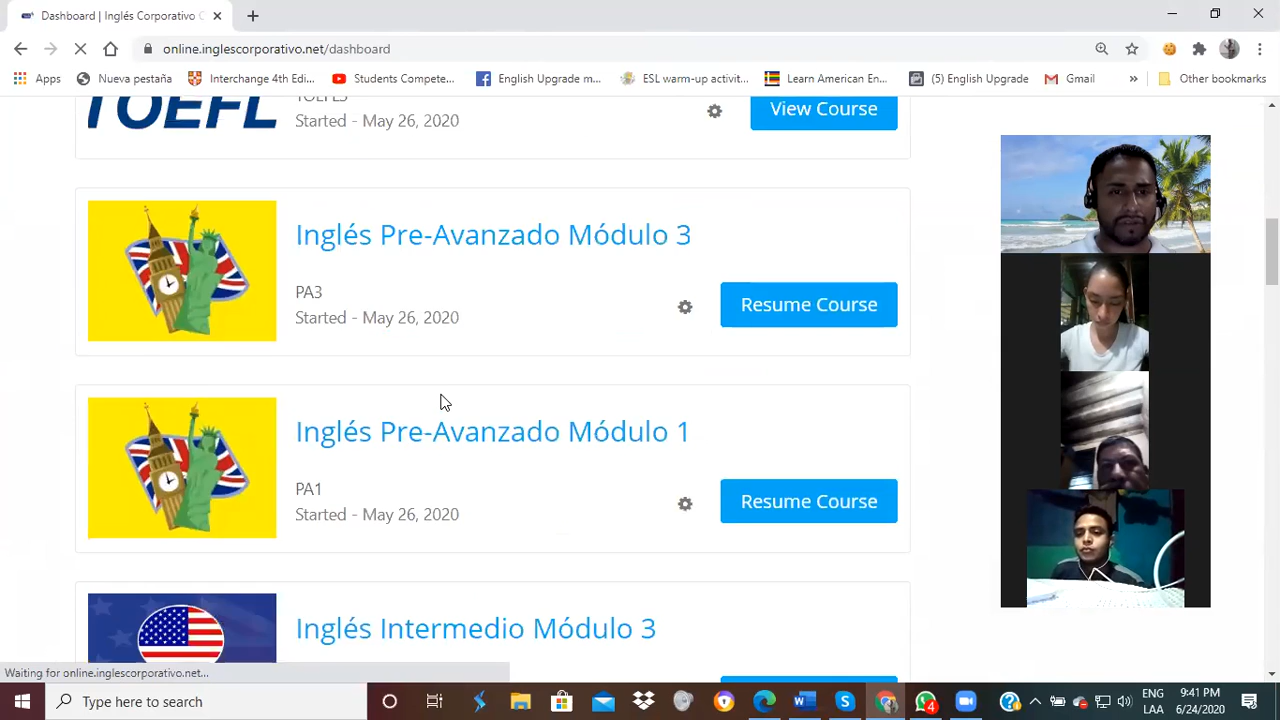 Dashboard | Inglés Corporativo C
online.inglescorporativo.net/dashboard
Apps Nueva pestaña Interchange 4th Edi... Students Compete... English Upgrade m... ESL warm-up activit... Learn American En... (5) English Upgrade Gmail » Other bookmarks
TOEFL
Started - May 26, 2020
View Course
Inglés Pre-Avanzado Módulo 3
PA3
Started - May 26, 2020
Resume Course
Inglés Pre-Avanzado Módulo 1
PA1
Started - May 26, 2020
Resume Course
Inglés Intermedio Módulo 3
Waiting for online.inglescorporativo.net...
Type here to search
4
ENG
LAA
9:41 PM
6/24/2020